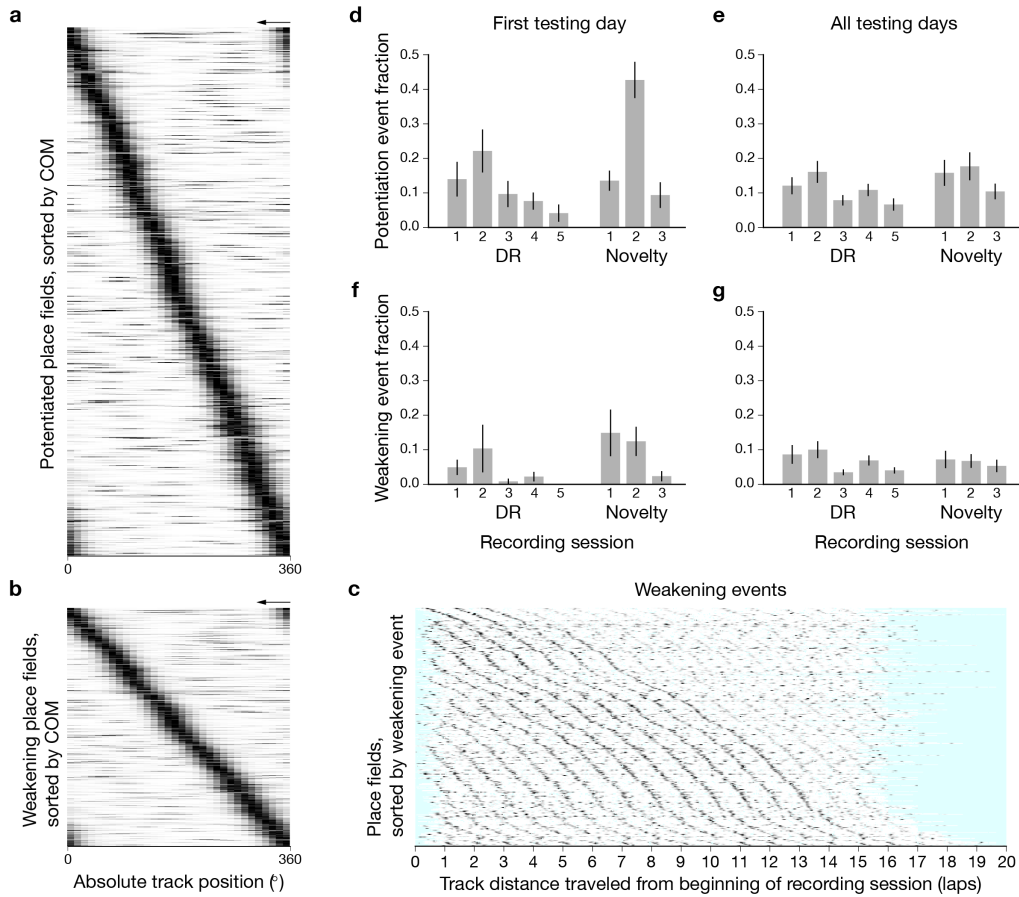 a
Potentiated place fields, sorted by COM
0 360
b
Weakening place fields,
sorted by COM
0 360
Absolute track position (°)
d
First testing day
Potentiation event fraction
0.5
0.4
0.3
0.2
0.1
0.0
1 2 3 4 5 1 2 3
DR Novelty
e
All testing days
0.5
0.4
0.3
0.2
0.1
0.0
1 2 3 4 5 1 2 3
DR Novelty
f
Weakening event fraction
0.5
0.4
0.3
0.2
0.1
0.0
1 2 3 4 5 1 2 3
DR Novelty
Recording session
g
0.5
0.4
0.3
0.2
0.1
0.0
1 2 3 4 5 1 2 3
DR Novelty
Recording session
c
Weakening events
Place fields,
sorted by weakening event
0 1 2 3 4 5 6 7 8 9 10 11 12 13 14 15 16 17 18 19 20
Track distance traveled from beginning of recording session (laps)